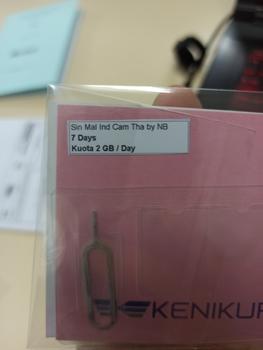 Sin Mal Ind Cam Tha by NB
7 Days
Kuota 2 GB / Day
KENIKUR